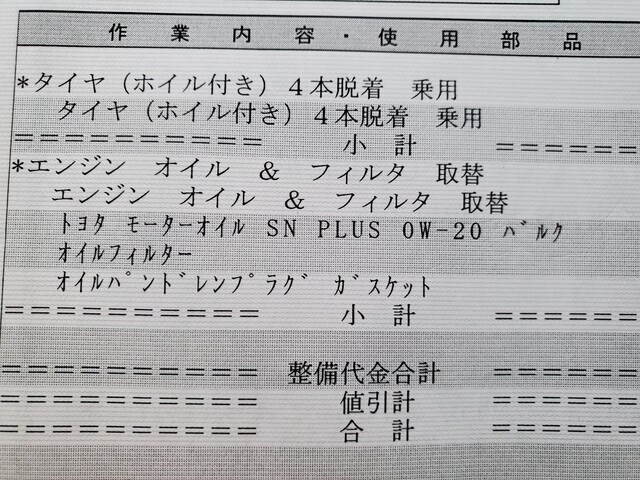 作業内容・使用部品
*タイヤ（ホイル付き）４本脱着　乗用
タイヤ（ホイル付き）４本脱着　乗用
＝＝＝＝＝＝＝＝＝＝　小　計　＝＝＝＝＝＝
*エンジン　オイル　＆　フィルタ　取替
エンジン　オイル　＆　フィルタ　取替
ﾄﾖﾀ ﾓｰﾀｰｵｲﾙ SN PLUS 0W-20 ﾊﾞﾙｸ
ｵｲﾙﾌｨﾙﾀｰ
ｵｲﾙﾊﾟﾝﾄﾞﾚﾝﾌﾟﾗｸﾞ ｶﾞｽｹｯﾄ
＝＝＝＝＝＝＝＝＝＝　小　計　＝＝＝＝＝＝
＝＝＝＝＝＝＝＝＝＝　整備代金合計　＝＝＝＝＝＝
＝＝＝＝＝＝＝＝＝＝　値引計　＝＝＝＝＝＝
＝＝＝＝＝＝＝＝＝＝　合　計　＝＝＝＝＝＝